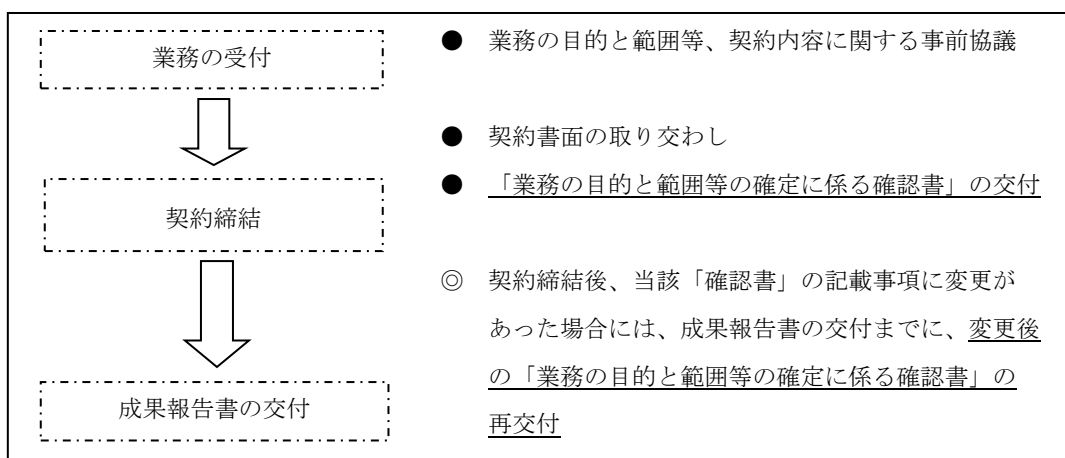 業務の受付
● 業務の目的と範囲等、契約内容に関する事前協議
● 契約書面の取り交わし
● 「業務の目的と範囲等の確定に係る確認書」の交付
契約締結
◎ 契約締結後、当該「確認書」の記載事項に変更が
あった場合には、成果報告書の交付までに、変更後
の「業務の目的と範囲等の確定に係る確認書」の
再交付
成果報告書の交付